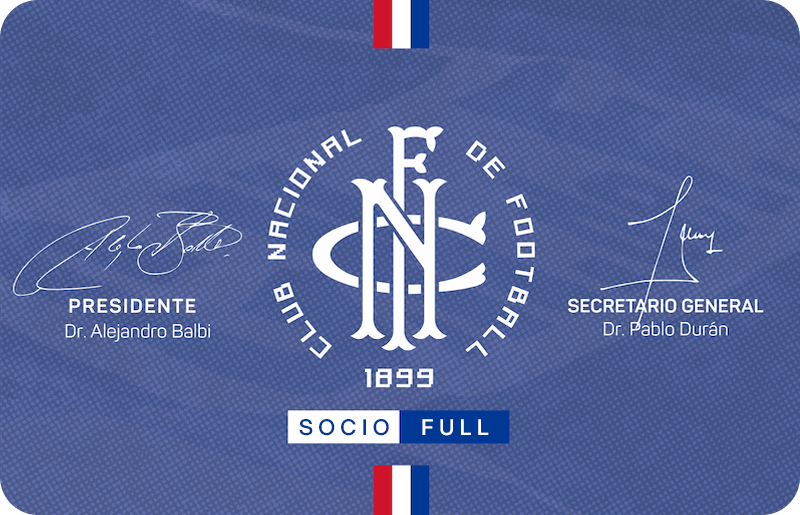 CLUB NACIONAL DE FOOTBALL
PRESIDENTE
Dr. Alejandro Balbi
SECRETARIO GENERAL
Dr. Pablo Durán
1899
SOCIO FULL